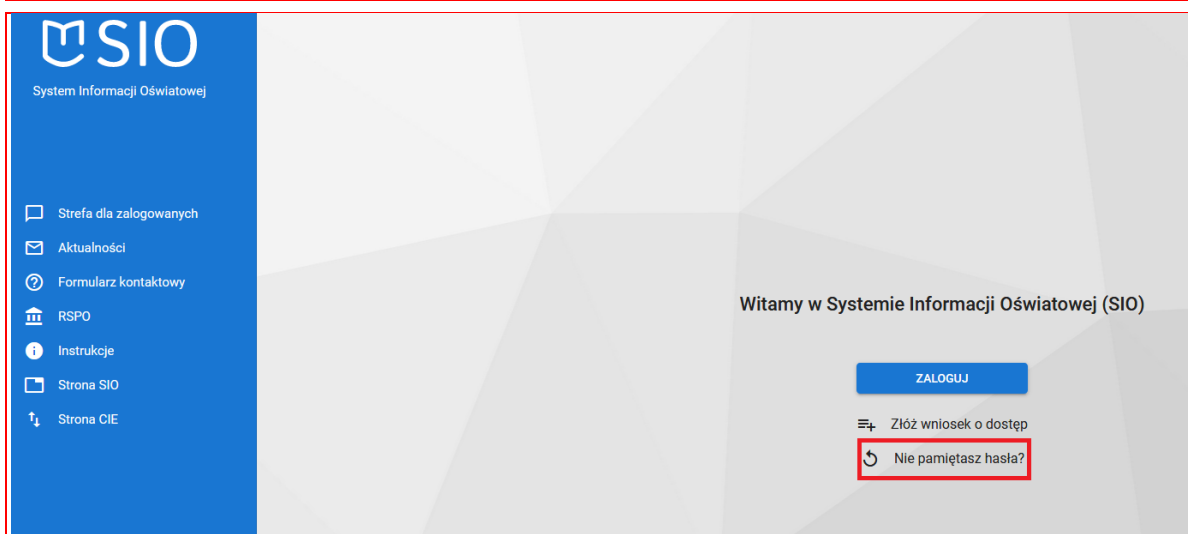 SIO
System Informacji Oświatowej
Strefa dla zalogowanych
Aktualności
Formularz kontaktowy
RSPO
Instrukcje
Strona SIO
Strona CIE
Witamy w Systemie Informacji Oświatowej (SIO)
ZALOGUJ
Złóż wniosek o dostęp
Nie pamiętasz hasła?